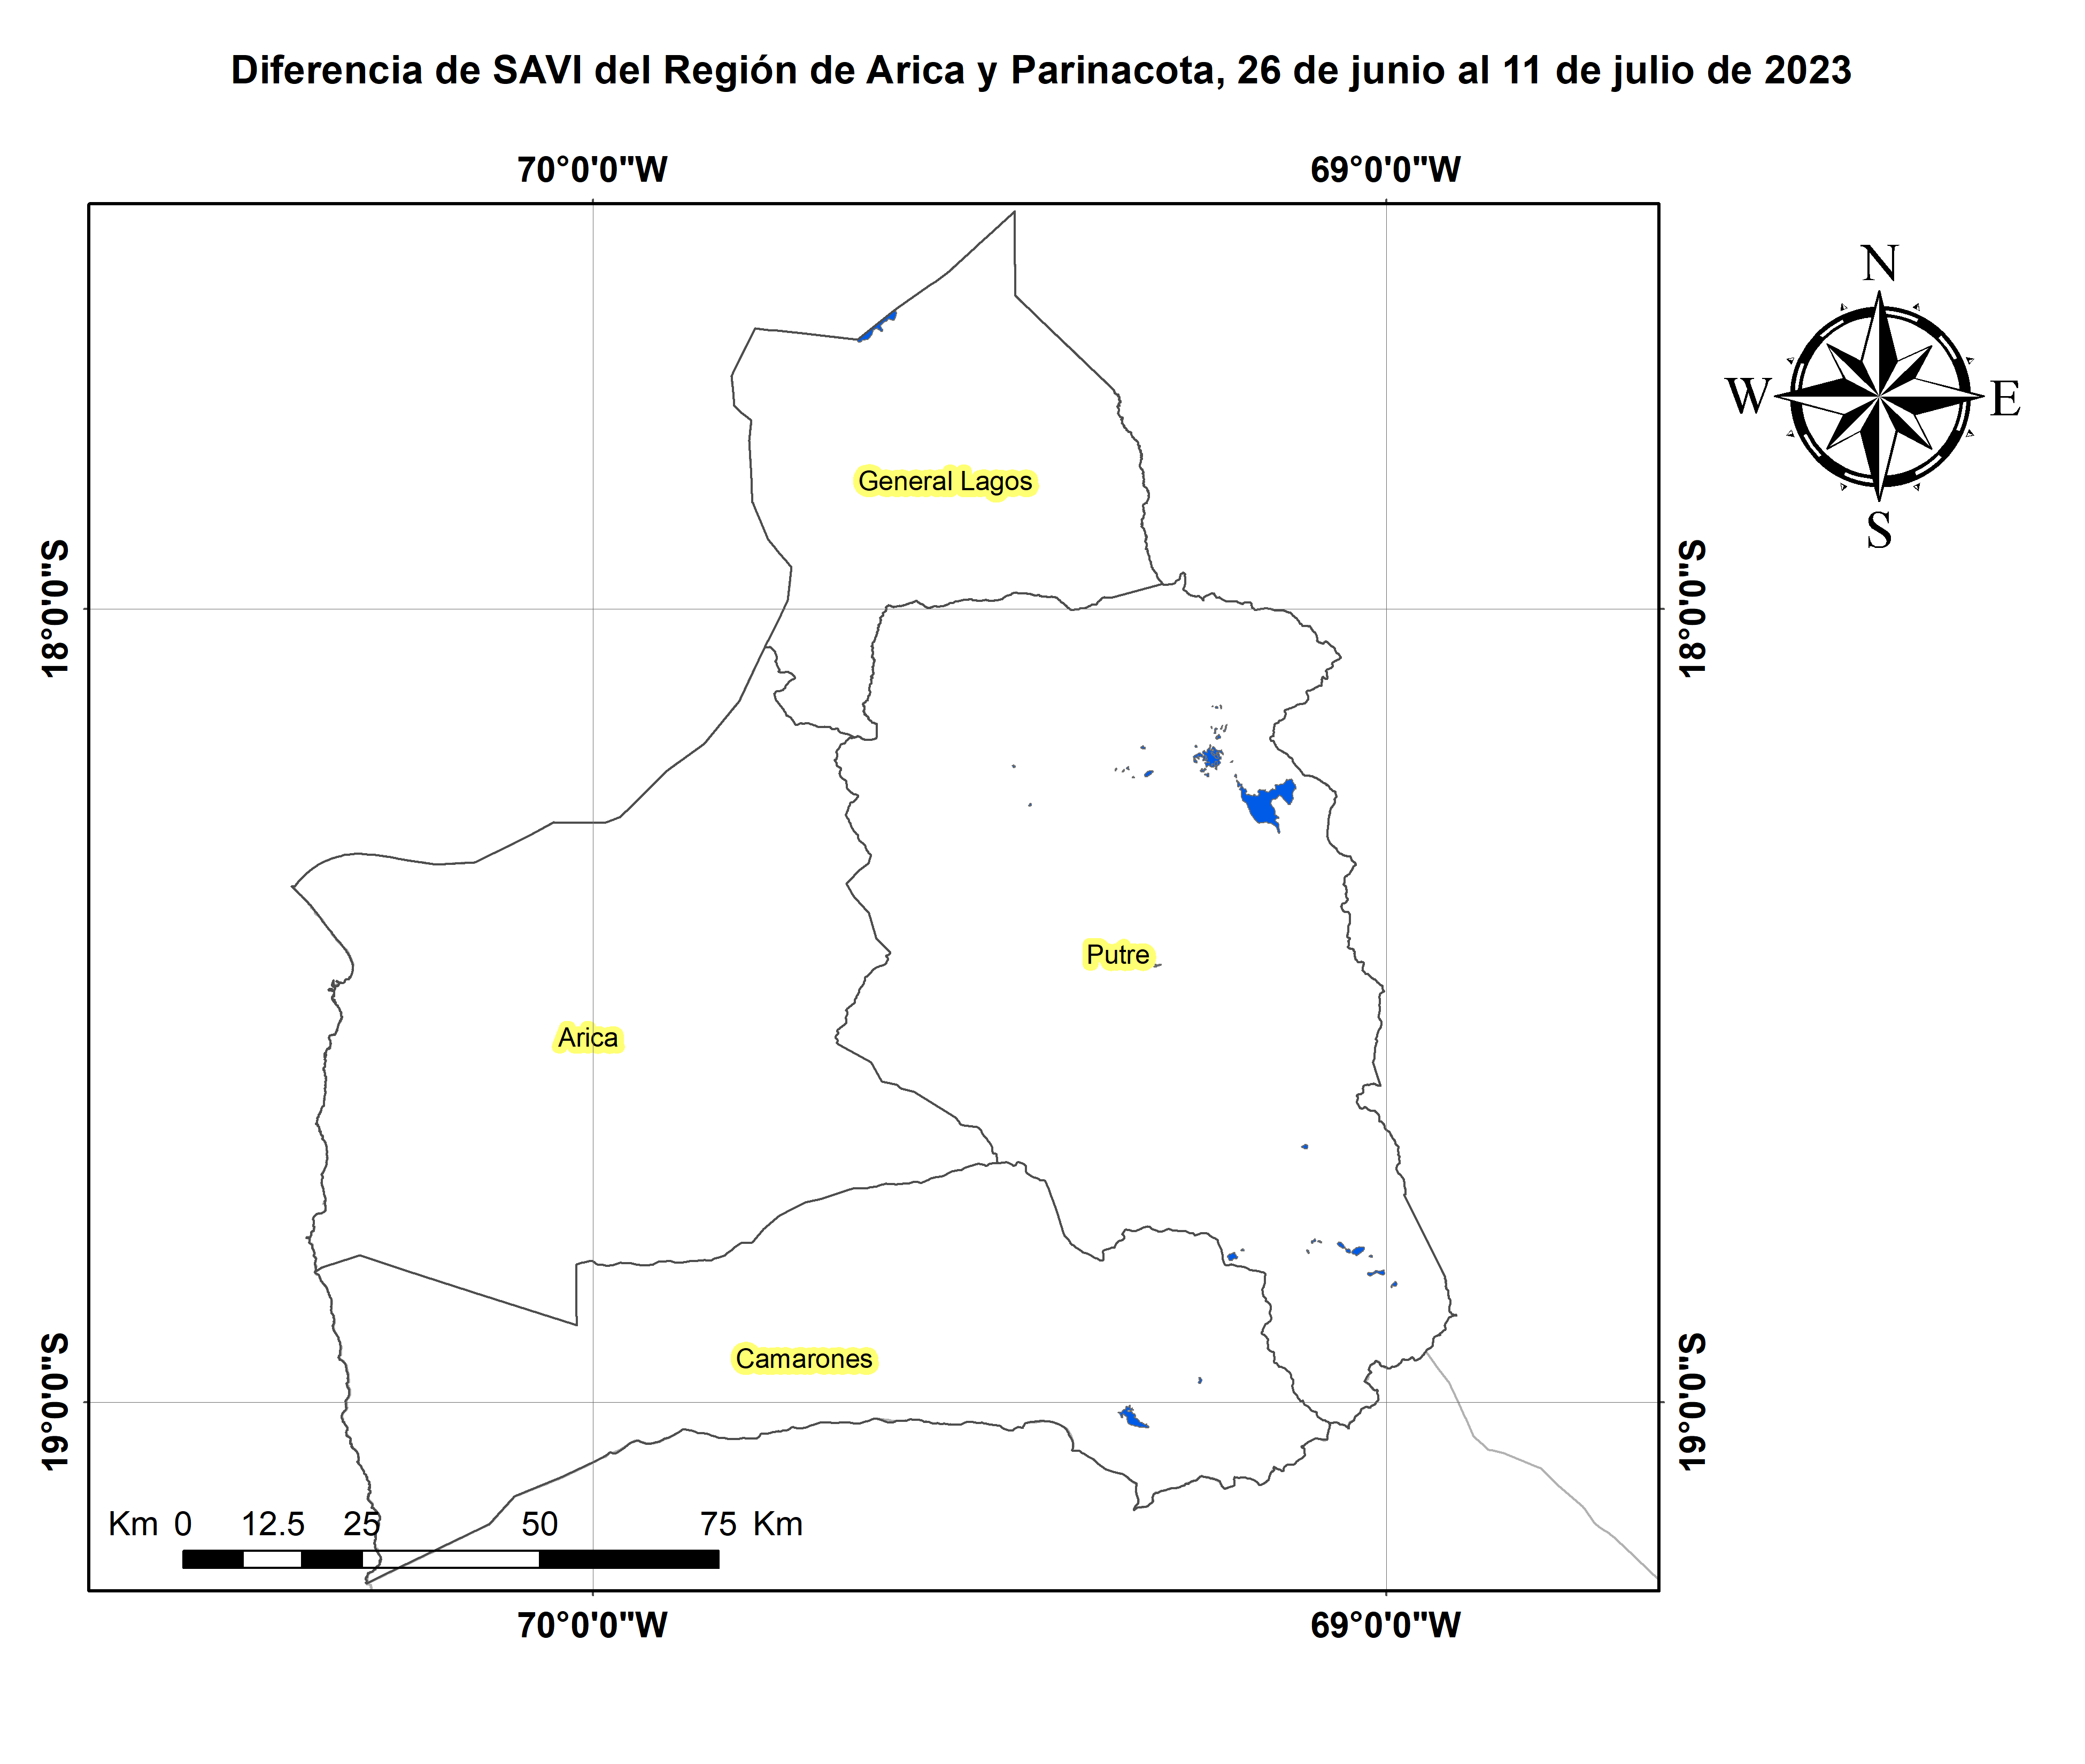 Diferencia de SAVI del Región de Arica y Parinacota, 26 de junio al 11 de julio de 2023
70°0'0"W
69°0'0"W
N
W
E
S
General Lagos
18°0'0"S
18°0'0"S
Putre
Arica
Camarones
19°0'0"S
19°0'0"S
Km 0 12.5 25 50 75 Km
70°0'0"W
69°0'0"W